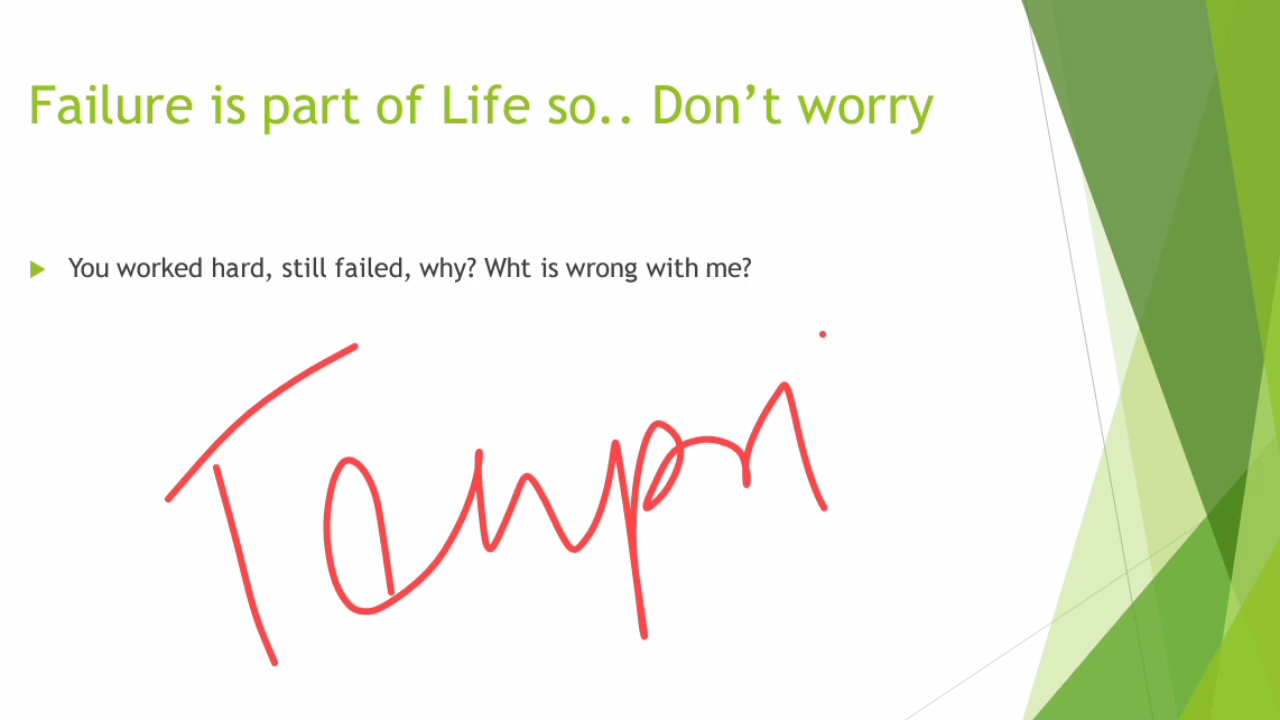 Failure is part of Life so.. Don't worry
You worked hard, still failed, why? Wht is wrong with me?